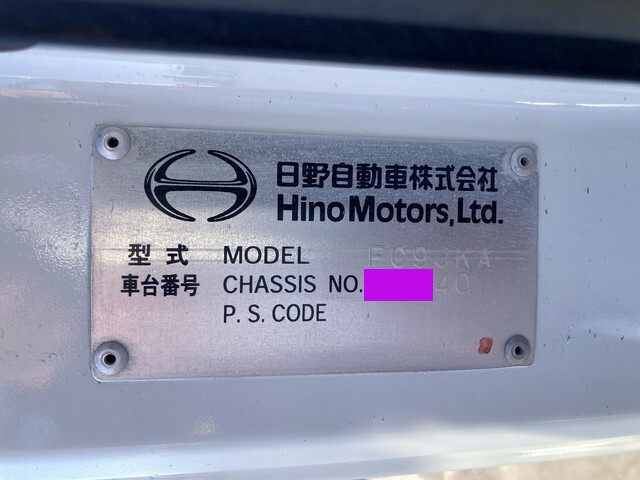 日野自動車株式会社
Hino Motors, Ltd.
型式 MODEL FC9JKA
車台番号 CHASSIS NO. 40
P. S. CODE